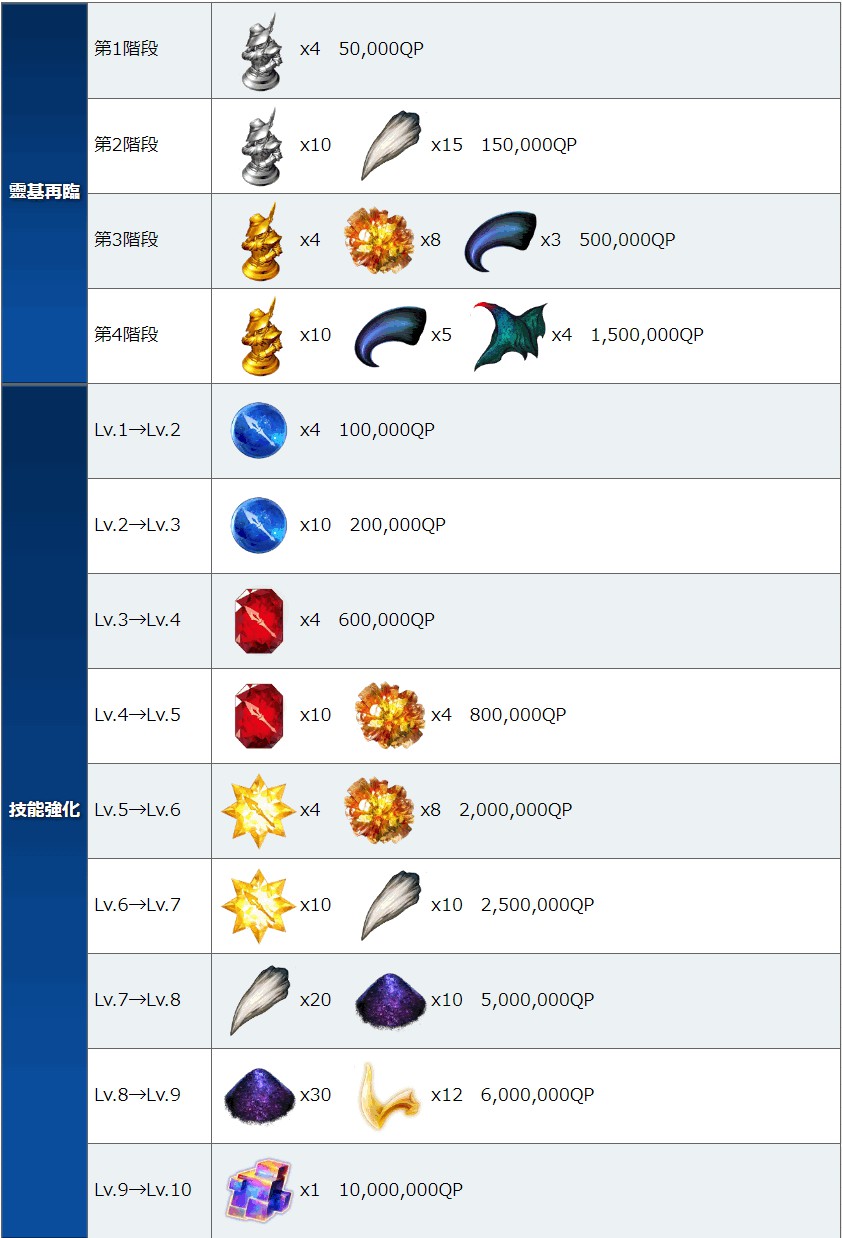 靈基再臨
第1階段 x4 50,000QP
第2階段 x10 x15 150,000QP
第3階段 x4 x8 x3 500,000QP
第4階段 x10 x5 x4 1,500,000QP
技能強化
Lv.1→Lv.2 x4 100,000QP
Lv.2→Lv.3 x10 200,000QP
Lv.3→Lv.4 x4 600,000QP
Lv.4→Lv.5 x10 x4 800,000QP
Lv.5→Lv.6 x4 x8 2,000,000QP
Lv.6→Lv.7 x10 x10 2,500,000QP
Lv.7→Lv.8 x20 x10 5,000,000QP
Lv.8→Lv.9 x30 x12 6,000,000QP
Lv.9→Lv.10 x1 10,000,000QP